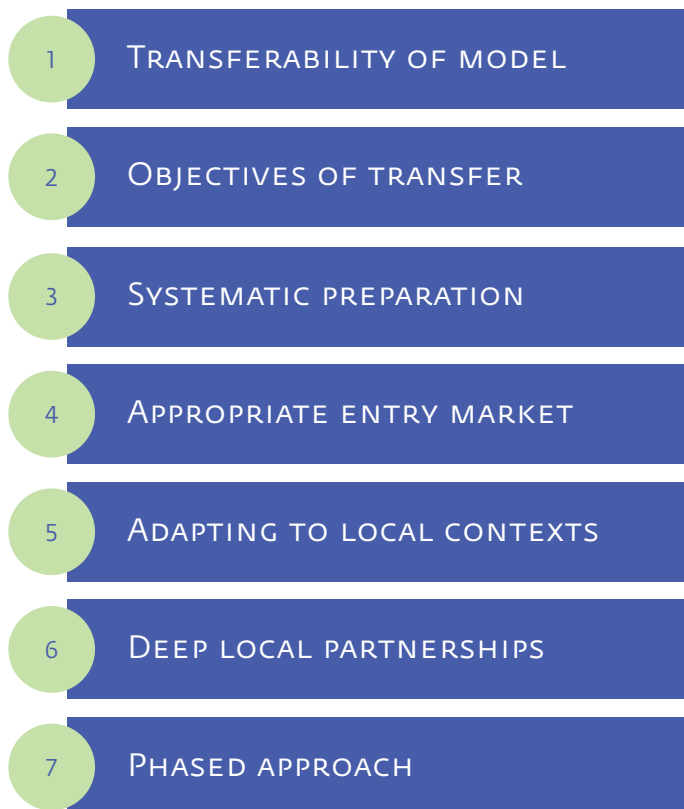 1 Transferability of model
2 Objectives of transfer
3 Systematic preparation
4 Appropriate entry market
5 Adapting to local contexts
6 Deep local partnerships
7 Phased approach